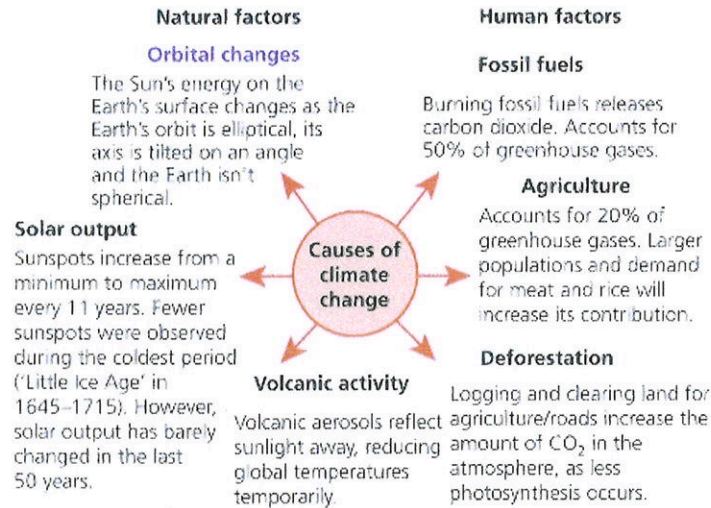 Natural factors
Human factors
Orbital changes
The Sun's energy on the
Earth's surface changes as the
Earth's orbit is elliptical, its
axis is tilted on an angle
and the Earth isn't
spherical.
Fossil fuels
Burning fossil fuels releases
carbon dioxide. Accounts for
50% of greenhouse gases.
Agriculture
Accounts for 20% of
greenhouse gases. Larger
populations and demand
for meat and rice will
increase its contribution.
Solar output
Sunspots increase from a
minimum to maximum
every 11 years. Fewer
sunspots were observed
during the coldest period
('Little Ice Age' in
1645–1715). However,
solar output has barely
changed in the last
50 years.
Causes of
climate
change
Volcanic activity
Volcanic aerosols reflect
sunlight away, reducing
global temperatures
temporarily.
Deforestation
Logging and clearing land for
agriculture/roads increase the
amount of CO₂ in the
atmosphere, as less
photosynthesis occurs.